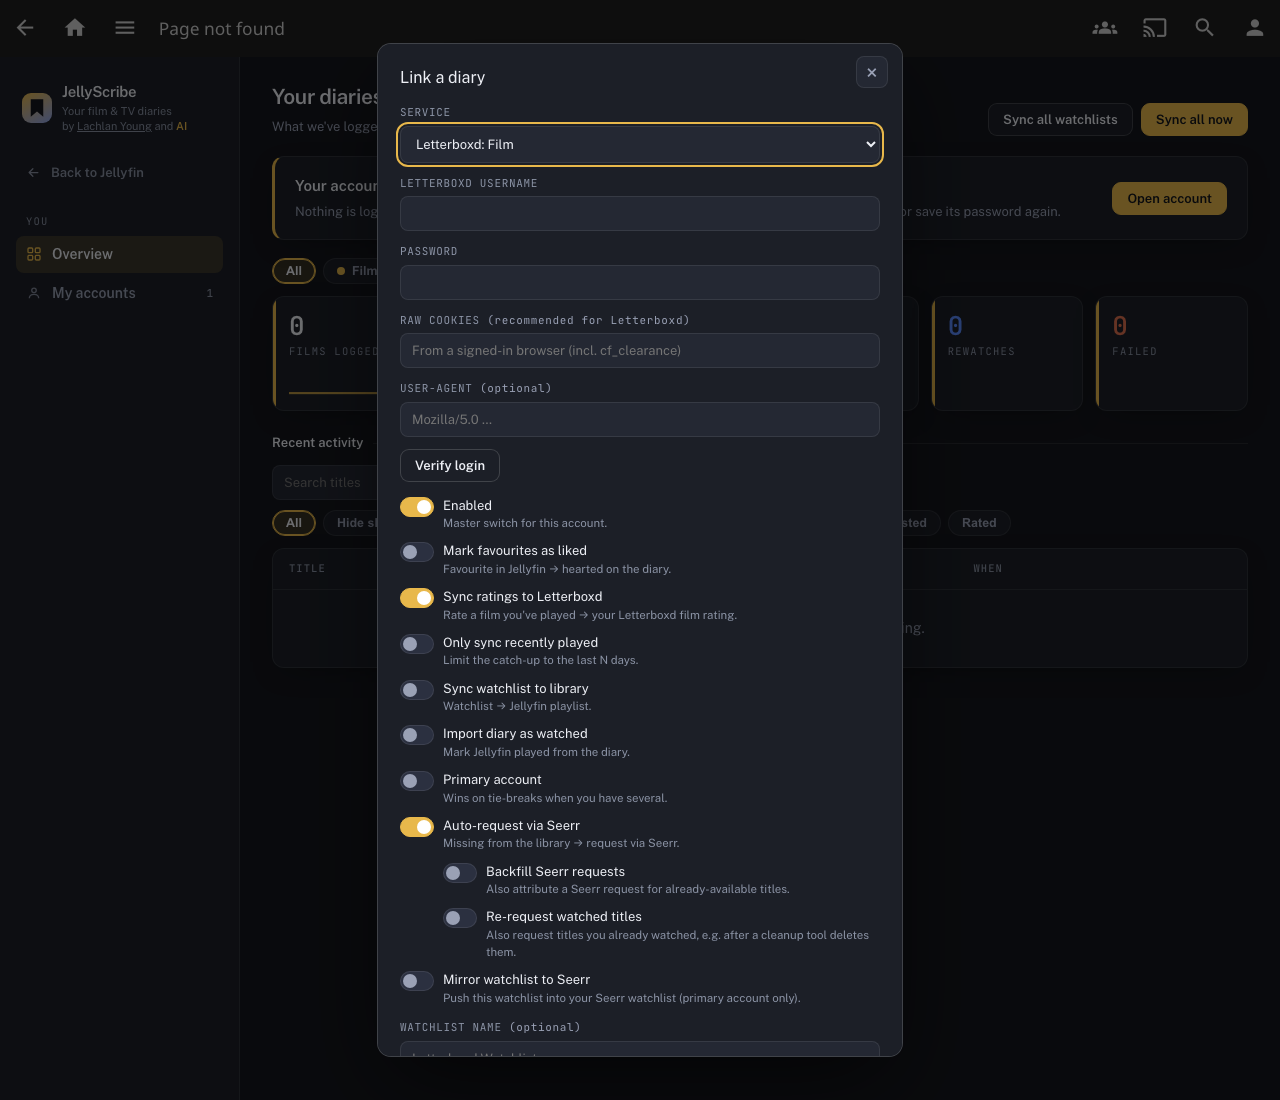 Page not found
JellyScribe
Your film & TV diaries
by Lachlan Young and AI
Back to Jellyfin
YOU
Overview
My accounts 1
Your diaries
What we've logge
Sync all watchlists
Sync all now
Your accoun
Nothing is log
or save its password again.
Open account
All
Film
0
FILMS LOGGED
0
REWATCHES
0
FAILED
Recent activity
Search titles
All
Hide s
sted
Rated
TITLE
WHEN
ng.
Link a diary
×
SERVICE
Letterboxd: Film
LETTERBOXD USERNAME
PASSWORD
RAW COOKIES (recommended for Letterboxd)
From a signed-in browser (incl. cf_clearance)
USER-AGENT (optional)
Mozilla/5.0 ...
Verify login
Enabled
Master switch for this account.
Mark favourites as liked
Favourite in Jellyfin → hearted on the diary.
Sync ratings to Letterboxd
Rate a film you've played → your Letterboxd film rating.
Only sync recently played
Limit the catch-up to the last N days.
Sync watchlist to library
Watchlist → Jellyfin playlist.
Import diary as watched
Mark Jellyfin played from the diary.
Primary account
Wins on tie-breaks when you have several.
Auto-request via Seerr
Missing from the library → request via Seerr.
Backfill Seerr requests
Also attribute a Seerr request for already-available titles.
Re-request watched titles
Also request titles you already watched, e.g. after a cleanup tool deletes
them.
Mirror watchlist to Seerr
Push this watchlist into your Seerr watchlist (primary account only).
WATCHLIST NAME (optional)